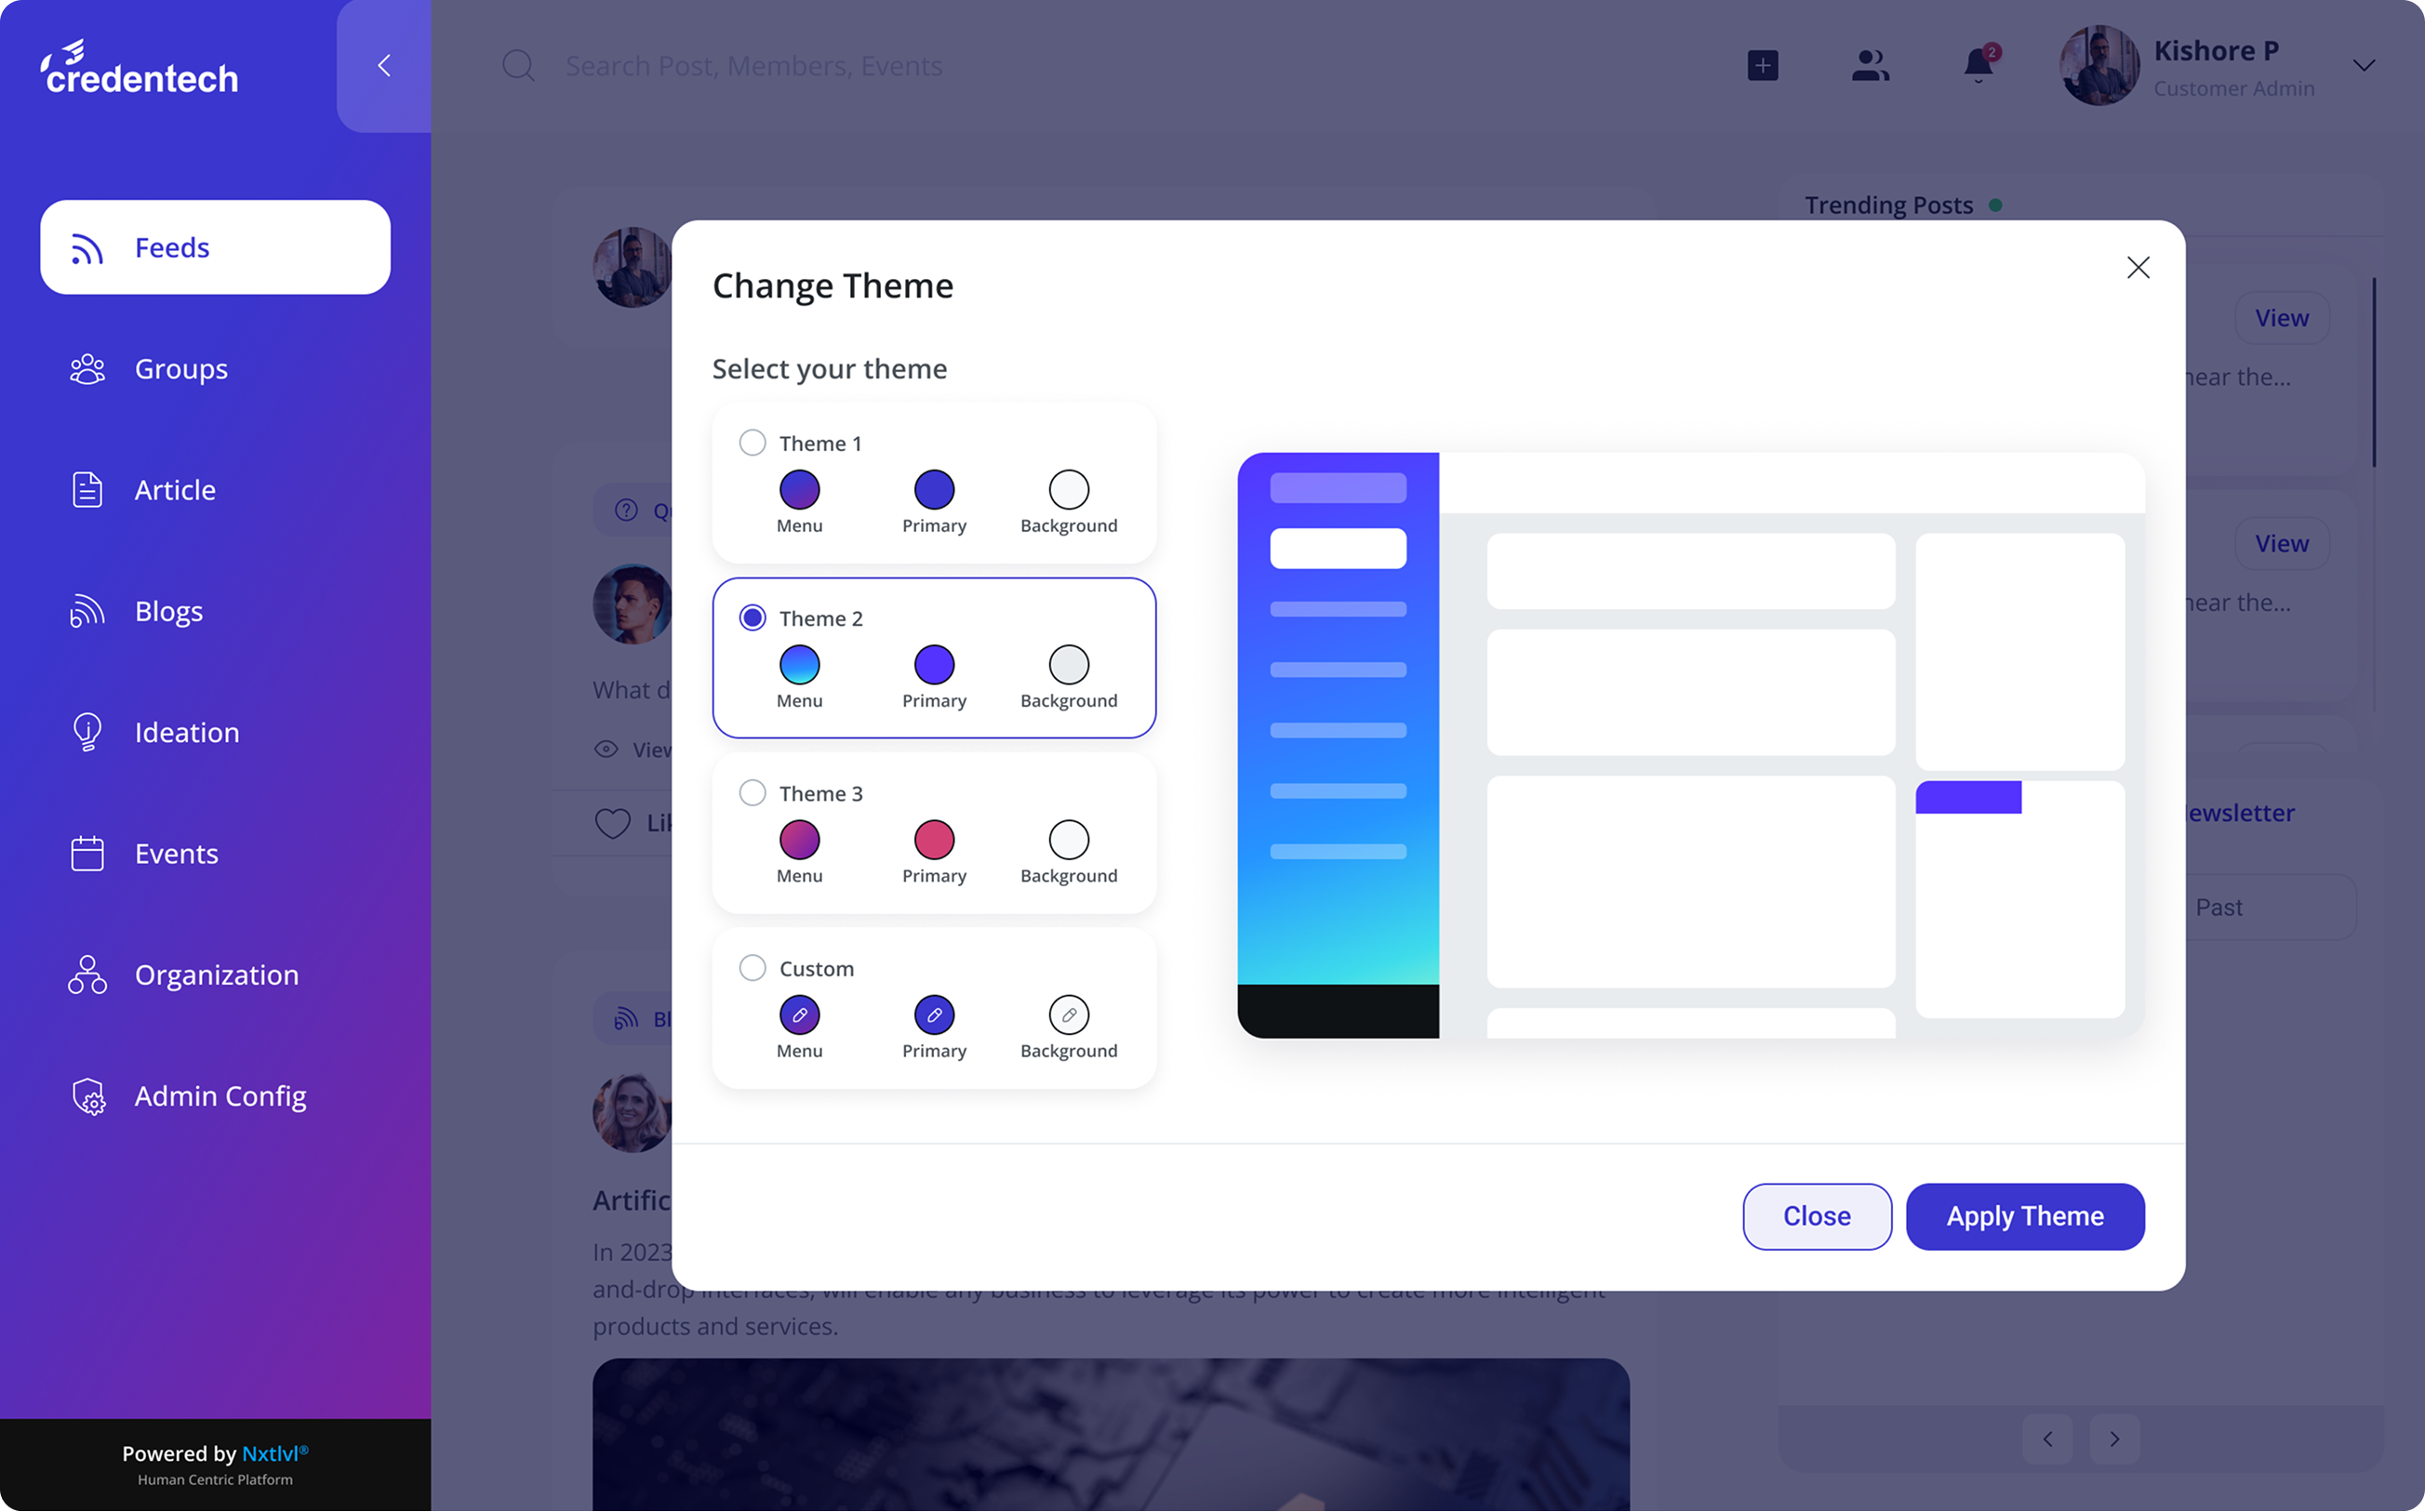 credentech
Search Post, Members, Events
2
Kishore P
Customer Admin
Feeds
Groups
Article
Blogs
Ideation
Events
Organization
Admin Config
Powered by Nxtlvl®
Human Centric Platform
Trending Posts
View
near the...
View
near the...
Newsletter
Past
What d
View
Lik
Artific
In 2023
and-drop interfaces, will enable any business to leverage its power to create more intelligent
products and services.
Change Theme
Select your theme
Theme 1
Menu Primary Background
Theme 2
Menu Primary Background
Theme 3
Menu Primary Background
Custom
Menu Primary Background
Close Apply Theme